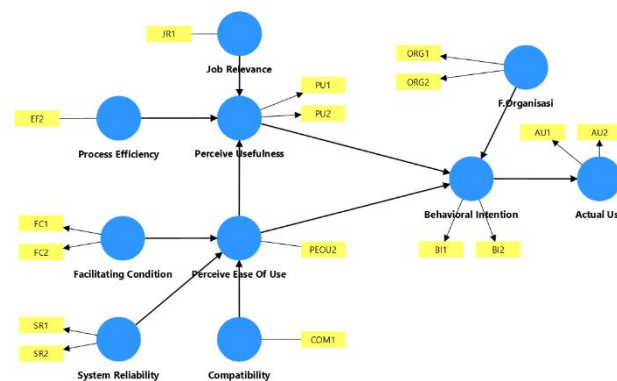 JR1
Job Relevance
ORG1
ORG2
F.Organisasi
EF2
Process Efficiency
PU1
PU2
Perceive Usefulness
AU1
AU2
Behavioral Intention
Actual Us
FC1
FC2
Facilitating Condition
PEOU2
Perceive Ease Of Use
BI1
BI2
SR1
SR2
System Reliability
COM1
Compatibility